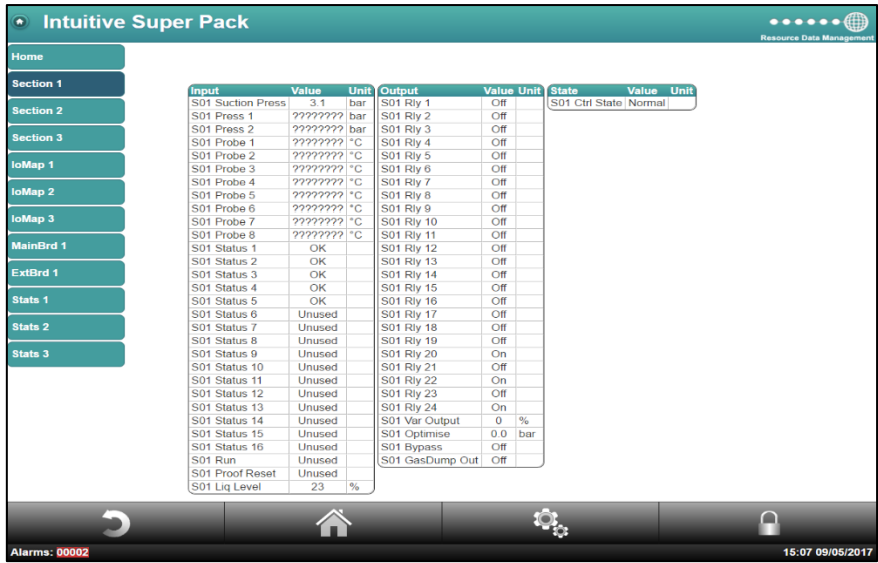 Intuitive Super Pack
Resource Data Management
Home
Section 1
Section 2
Section 3
IoMap 1
IoMap 2
IoMap 3
MainBrd 1
ExtBrd 1
Stats 1
Stats 2
Stats 3
Input Value Unit
S01 Suction Press 3.1 bar
S01 Press 1 ???????? bar
S01 Press 2 ???????? bar
S01 Probe 1 ???????? °C
S01 Probe 2 ???????? °C
S01 Probe 3 ???????? °C
S01 Probe 4 ???????? °C
S01 Probe 5 ???????? °C
S01 Probe 6 ???????? °C
S01 Probe 7 ???????? °C
S01 Probe 8 ???????? °C
S01 Status 1 OK
S01 Status 2 OK
S01 Status 3 OK
S01 Status 4 OK
S01 Status 5 OK
S01 Status 6 Unused
S01 Status 7 Unused
S01 Status 8 Unused
S01 Status 9 Unused
S01 Status 10 Unused
S01 Status 11 Unused
S01 Status 12 Unused
S01 Status 13 Unused
S01 Status 14 Unused
S01 Status 15 Unused
S01 Status 16 Unused
S01 Run Unused
S01 Proof Reset Unused
S01 Liq Level 23 %
Output Value Unit
S01 Rly 1 Off
S01 Rly 2 Off
S01 Rly 3 Off
S01 Rly 4 Off
S01 Rly 5 Off
S01 Rly 6 Off
S01 Rly 7 Off
S01 Rly 8 Off
S01 Rly 9 Off
S01 Rly 10 Off
S01 Rly 11 Off
S01 Rly 12 Off
S01 Rly 13 Off
S01 Rly 14 Off
S01 Rly 15 Off
S01 Rly 16 Off
S01 Rly 17 Off
S01 Rly 18 Off
S01 Rly 19 Off
S01 Rly 20 On
S01 Rly 21 Off
S01 Rly 22 On
S01 Rly 23 Off
S01 Rly 24 On
S01 Var Output 0 %
S01 Optimise 0.0 bar
S01 Bypass Off
S01 GasDump Out Off
State Value Unit
S01 Ctrl State Normal
Alarms: 00002
15:07 09/05/2017